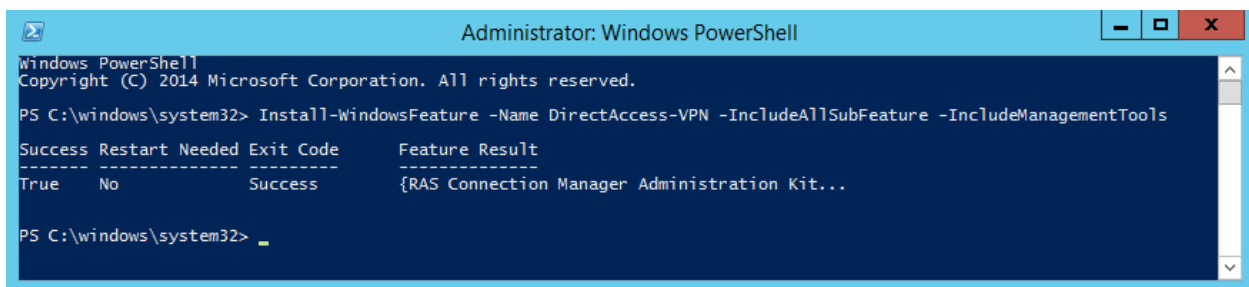 Administrator: Windows PowerShell
Windows PowerShell
Copyright (C) 2014 Microsoft Corporation. All rights reserved.
PS C:\windows\system32> Install-WindowsFeature -Name DirectAccess-VPN -IncludeAllSubFeature -IncludeManagementTools
Success Restart Needed Exit Code      Feature Result
------- -------------- ---------      --------------
True    No             Success        {RAS Connection Manager Administration Kit...
PS C:\windows\system32> _